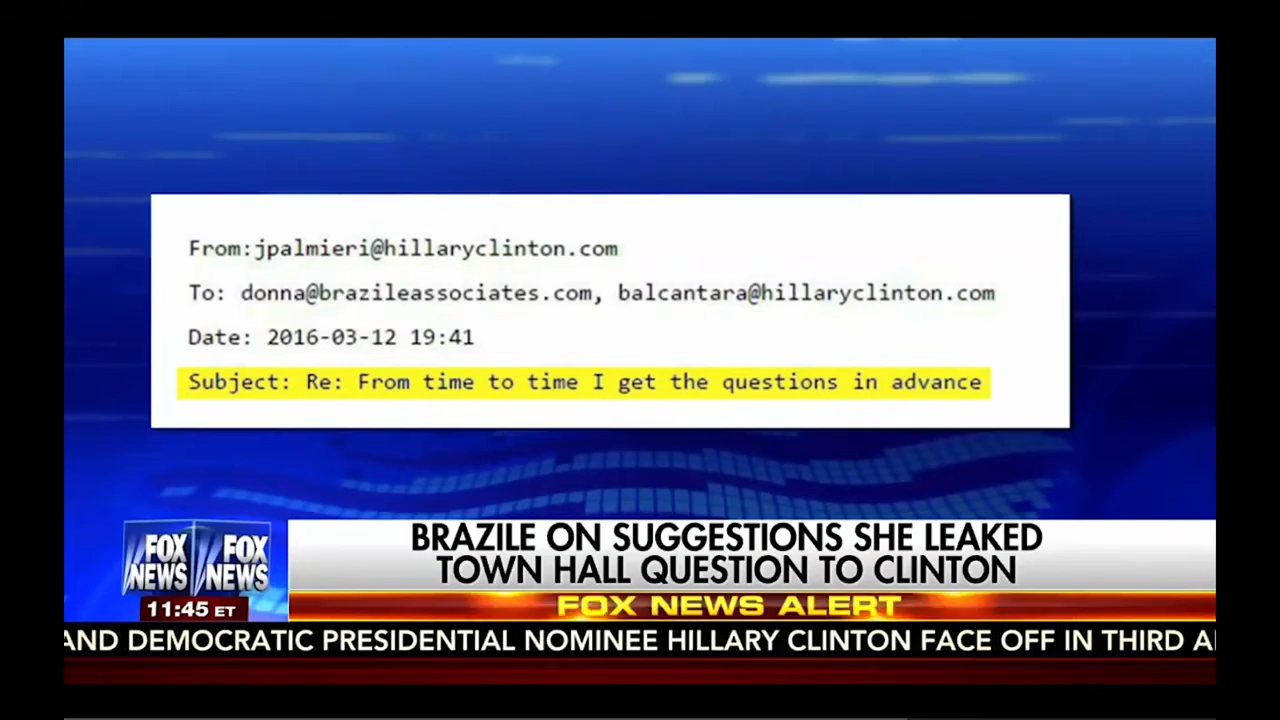 From:jpalmieri@hillaryclinton.com
To: donna@brazileassociates.com, balcantara@hillaryclinton.com
Date: 2016-03-12 19:41
Subject: Re: From time to time I get the questions in advance
BRAZILE ON SUGGESTIONS SHE LEAKED
TOWN HALL QUESTION TO CLINTON
FOX NEWS FOX NEWS
11:45 ET
FOX NEWS ALERT
AND DEMOCRATIC PRESIDENTIAL NOMINEE HILLARY CLINTON FACE OFF IN THIRD